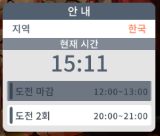 안 내
지역 한국
현재 시간
15:11
도전 마감 12:00~13:00
도전 2회 20:00~21:00